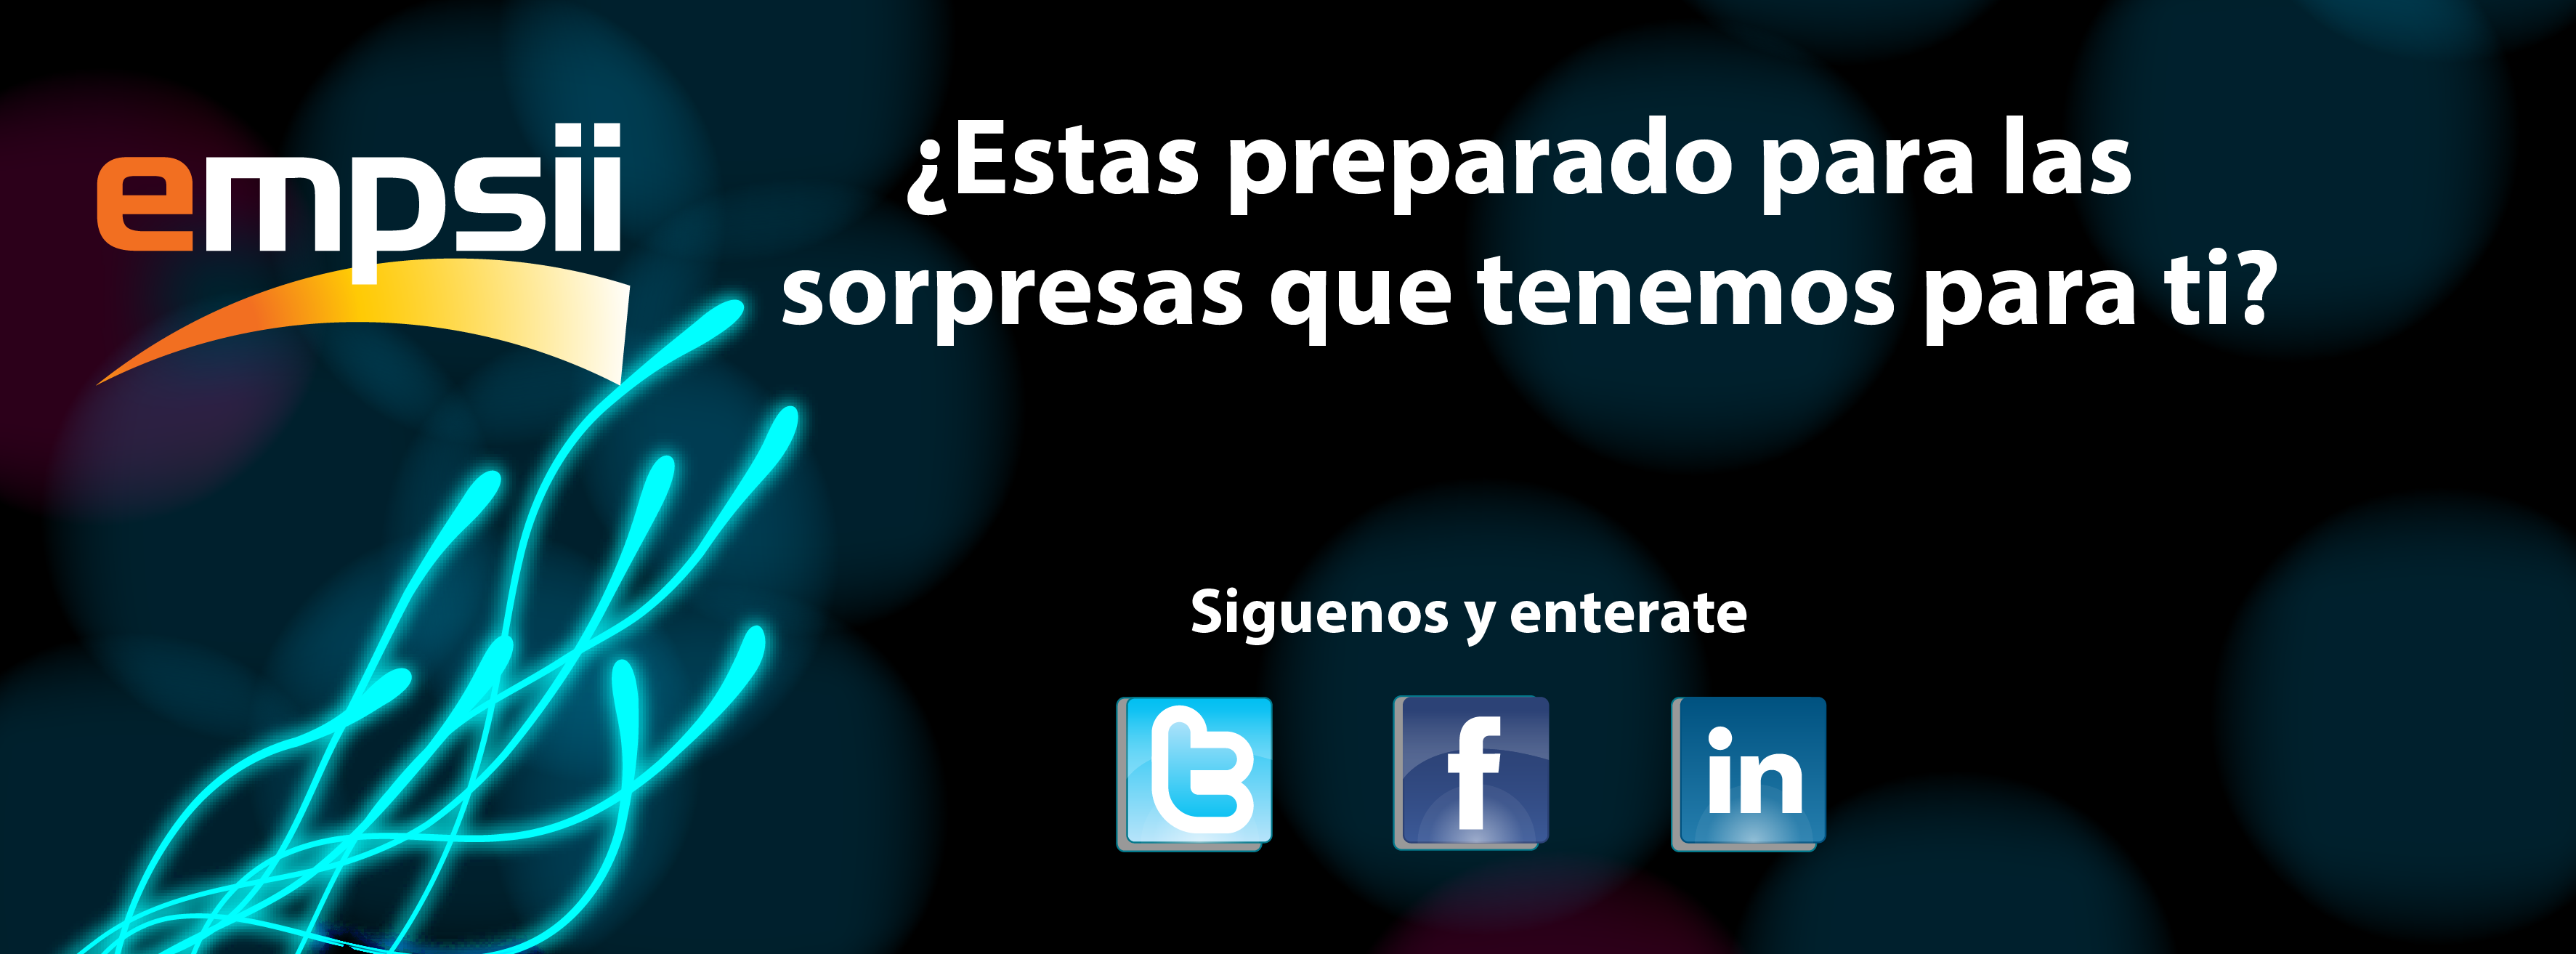 empsii
¿Estas preparado para las
sorpresas que tenemos para ti?
Siguenos y enterate
t
f
in